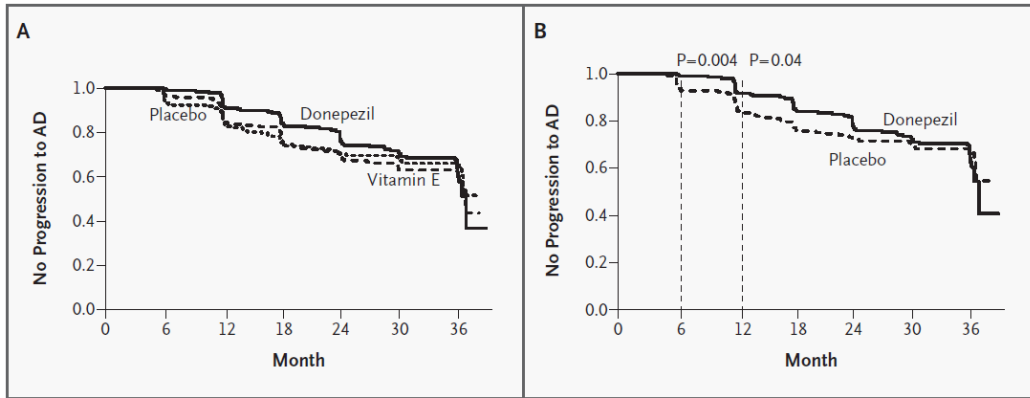 A
No Progression to AD
1.0
0.8
0.6
0.4
0.2
0.0
Placebo
Donepezil
Vitamin E
0 6 12 18 24 30 36
Month
B
No Progression to AD
P=0.004 P=0.04
1.0
0.8
0.6
0.4
0.2
0.0
Donepezil
Placebo
0 6 12 18 24 30 36
Month